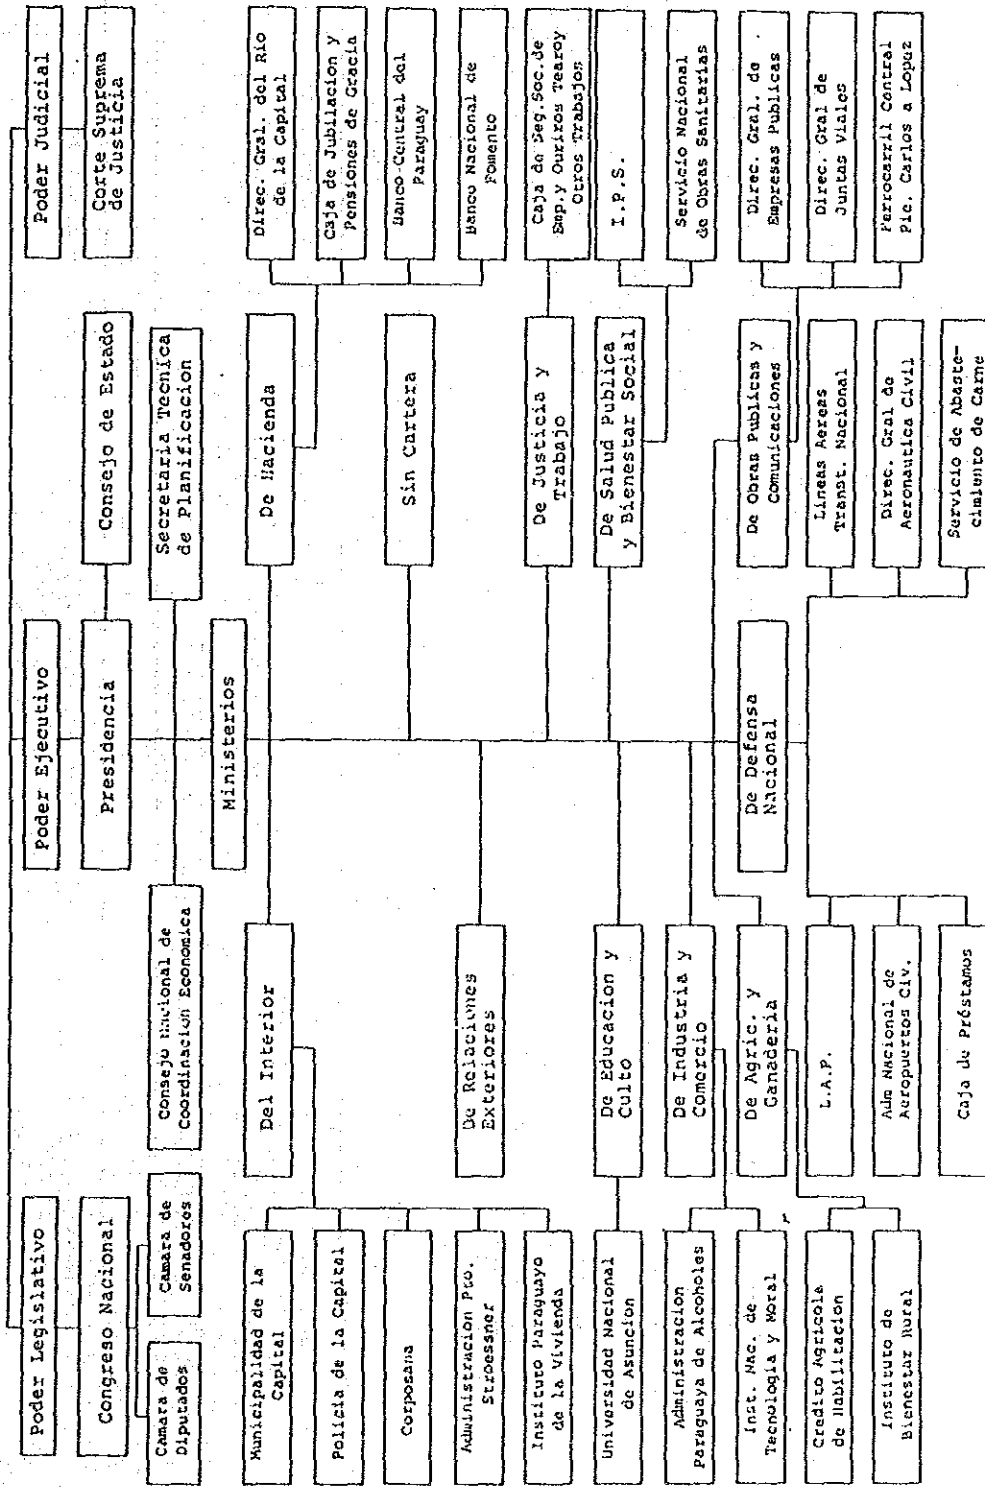 Poder Legislativo
Poder Ejecutivo
Poder Judicial
Congreso Nacional
Presidencia
Consejo de Estado
Corte Suprema
de Justicia
Camara de
Diputados
Camara de
Senadores
Consejo Nacional de
Coordinacion Economica
Secretaria Tecnica
de Planificacion
Ministerios
Municipalidad de la
Capital
Del Interior
De Hacienda
Direc. Gral. del Rio
de la Capital
Policia de la Capital
Caja de Jubilacion y
Pensiones de Gracia
Corposana
Sin Cartera
Banco Central del
Paraguay
Administracion Pto.
Stroessner
De Relaciones
Exteriores
Banco Nacional de
Fomento
Instituto Paraguayo
de la Vivienda
De Justicia y
Trabajo
Caja de Seg.Soc.de
Emp.y Ouriros Tearoy
Otros Trabajos
Universidad Nacional
de Asuncion
De Educacion y
Culto
De Salud Publica
y Bienestar Social
I.P.S.
Administracion
Paraguaya de Alcoholes
De Industria y
Comercio
Servicio Nacional
de Obras Sanitarias
Inst. Nac. de
Tecnologia y Moral
De Agric. y
Canaderia
De Defensa
Nacional
De Obras Publicas y
Comunicaciones
Direc. Gral. de
Empresas Publicas
Credito Agricola
de Habilitacion
L.A.P.
Lineas Aereas
Transt. Nacional
Direc. Gral de
Juntas Viales
Instituto de
Bienestar Rural
Adm Nacional de
Aeropuertos Civ.
Direc. Gral de
Aeronautica Civil
Ferrocarril Central
Pic. Carlos a Lopaz
Caja de Préstamos
Servicio de Abaste-
cimiento de Carne